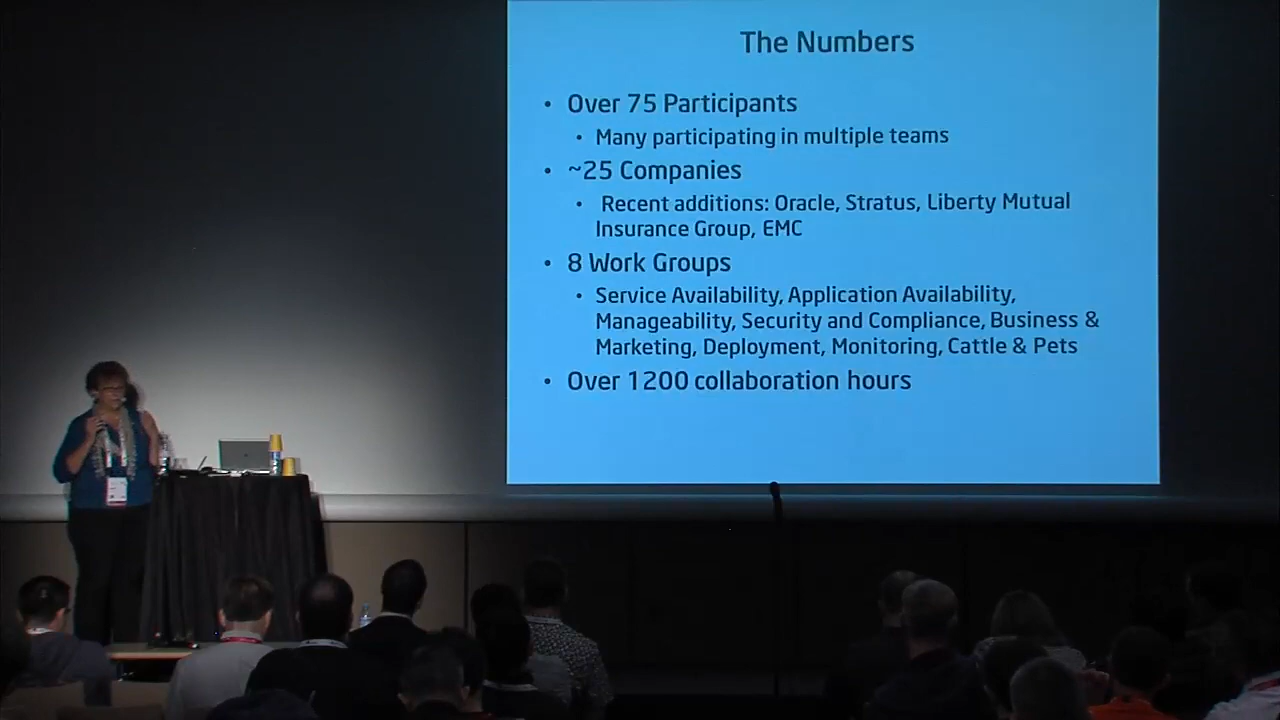 The Numbers
• Over 75 Participants
• Many participating in multiple teams
• ~25 Companies
• Recent additions: Oracle, Stratus, Liberty Mutual
Insurance Group, EMC
• 8 Work Groups
• Service Availability, Application Availability,
Manageability, Security and Compliance, Business &
Marketing, Deployment, Monitoring, Cattle & Pets
• Over 1200 collaboration hours